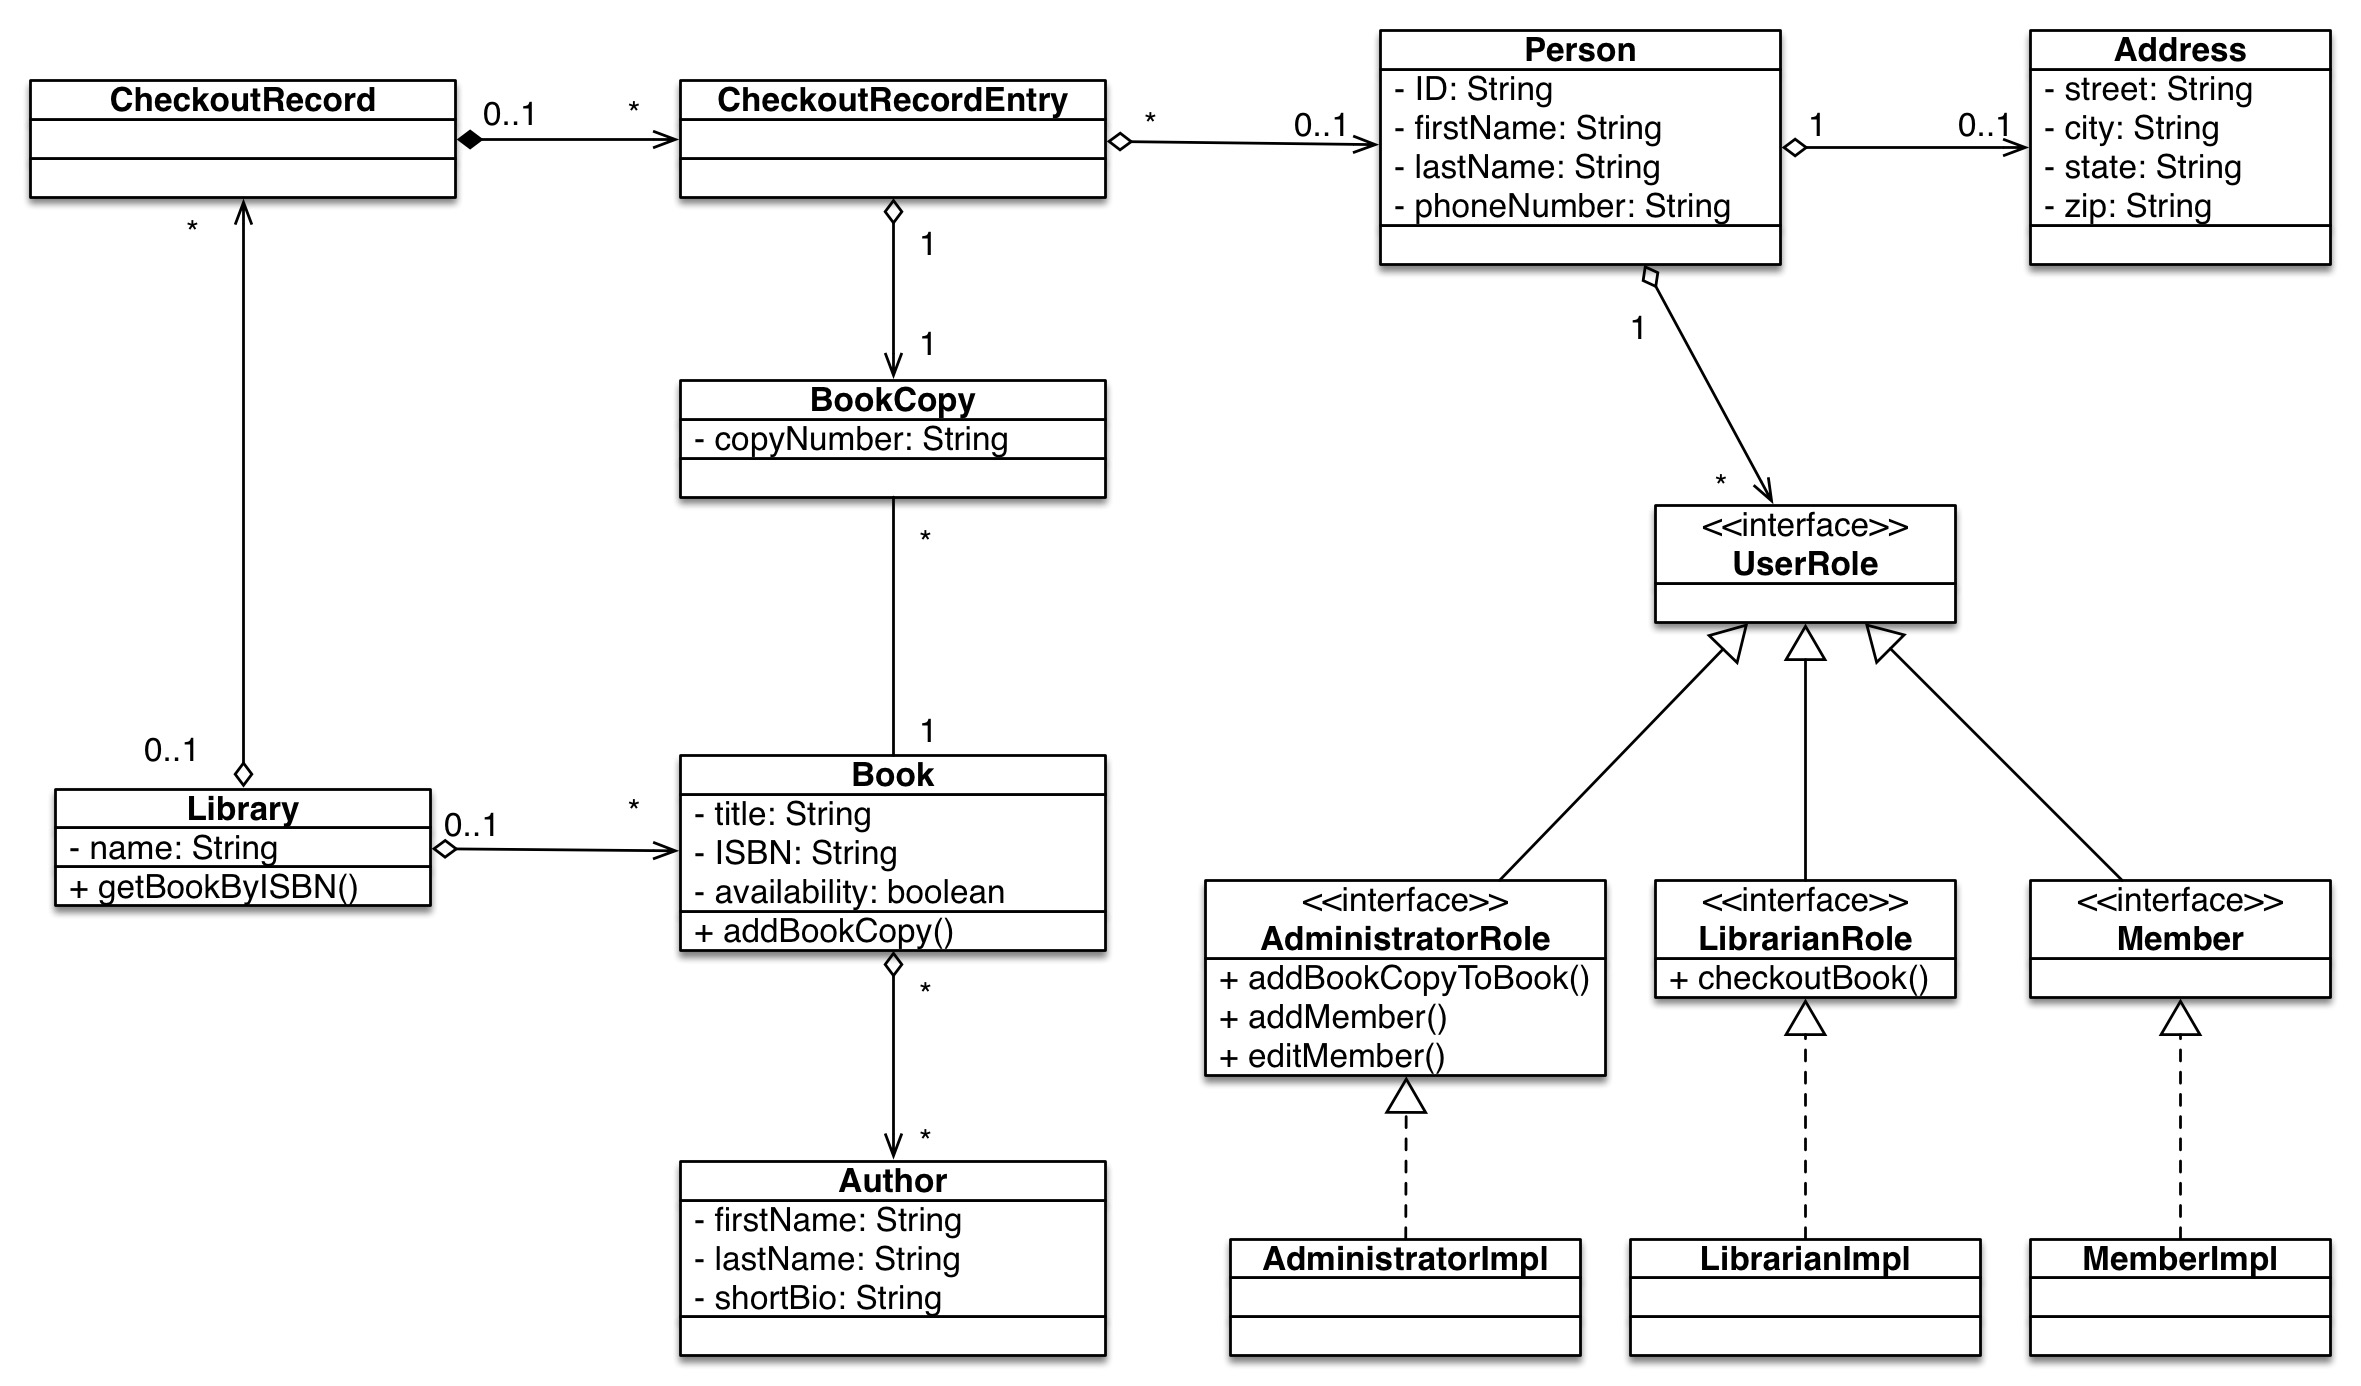 CheckoutRecord
0..1
*
CheckoutRecordEntry
*
0..1
Person
- ID: String
- firstName: String
- lastName: String
- phoneNumber: String
1
0..1
Address
- street: String
- city: String
- state: String
- zip: String
*
1
1
1
*
BookCopy
- copyNumber: String
*
1
<<interface>>
UserRole
0..1
Library
- name: String
+ getBookByISBN()
0..1
*
Book
- title: String
- ISBN: String
- availability: boolean
+ addBookCopy()
*
*
<<interface>>
AdministratorRole
+ addBookCopyToBook()
+ addMember()
+ editMember()
<<interface>>
LibrarianRole
+ checkoutBook()
<<interface>>
Member
Author
- firstName: String
- lastName: String
- shortBio: String
AdministratorImpl
LibrarianImpl
MemberImpl